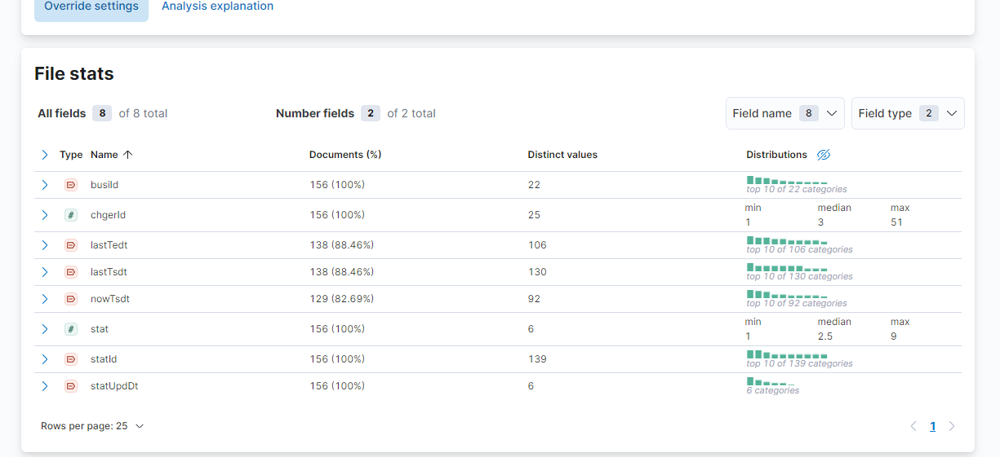 Override settings Analysis explanation
File stats
All fields 8 of 8 total Number fields 2 of 2 total Field name 8 Field type 2
Type Name Documents (%) Distinct values Distributions
busiId 156 (100%) 22
top 10 of 22 categories
# chgerId 156 (100%) 25 min median max
1 3 51
lastTedt 138 (88.46%) 106
top 10 of 106 categories
lastTsdt 138 (88.46%) 130
top 10 of 130 categories
nowTsdt 129 (82.69%) 92
top 10 of 92 categories
# stat 156 (100%) 6 min median max
1 2.5 9
statId 156 (100%) 139
top 10 of 139 categories
statUpdDt 156 (100%) 6
6 categories
Rows per page: 25 1